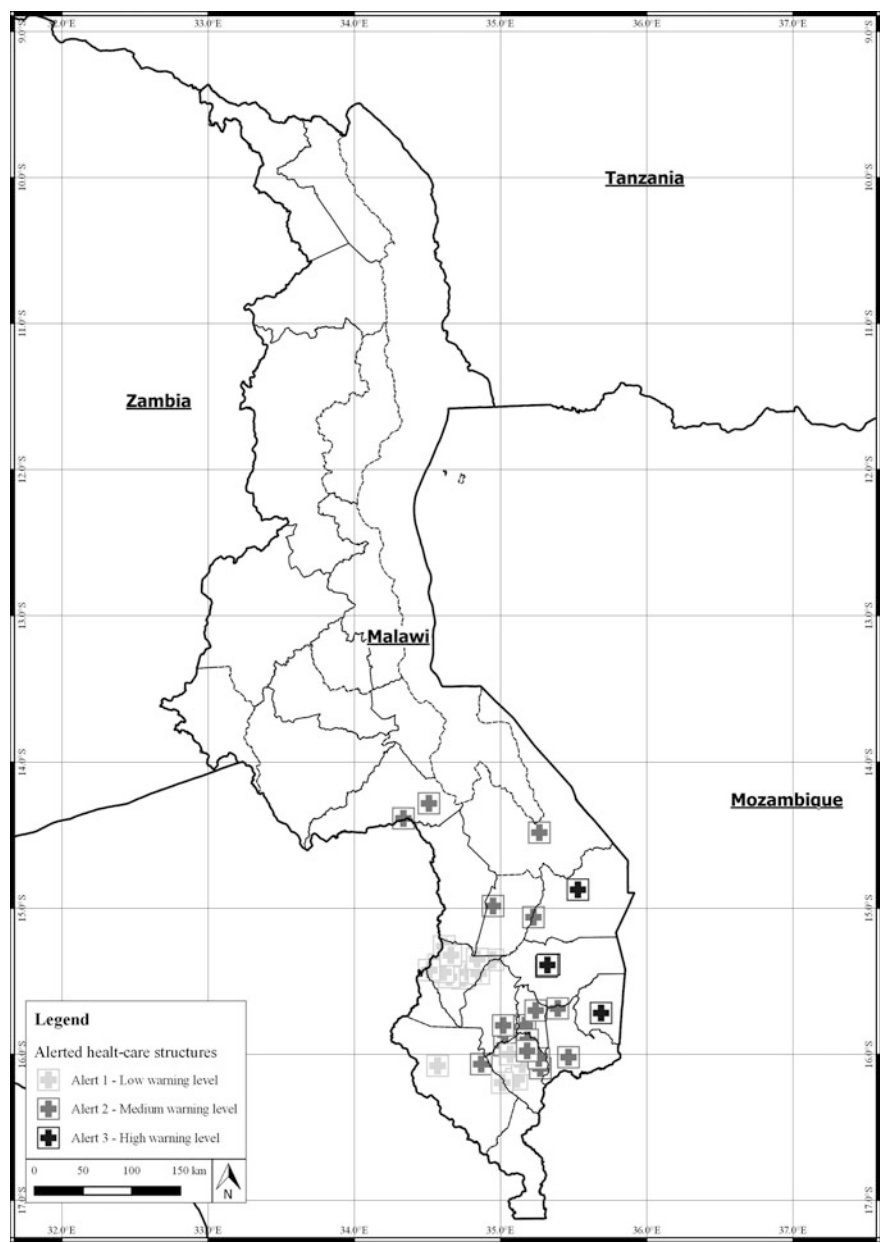 32.0°E 33.0°E 34.0°E 35.0°E 36.0°E 37.0°E
9.0°S 9.0°S
10.0°S 10.0°S
Tanzania
11.0°S 11.0°S
Zambia
12.0°S 12.0°S
13.0°S 13.0°S
Malawi
14.0°S 14.0°S
Mozambique
15.0°S 15.0°S
Legend
Alerted healt-care structures
16.0°S 16.0°S
Alert 1 - Low warning level
Alert 2 - Medium warning level
Alert 3 - High warning level
0 50 100 150 km
N
17.0°S 17.0°S
32.0°E 33.0°E 34.0°E 35.0°E 36.0°E 37.0°E